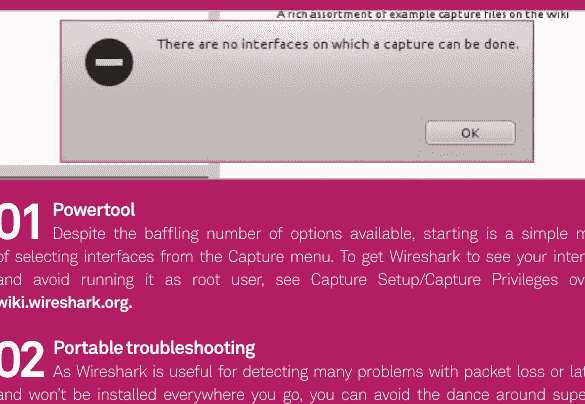 A rich assortment of example capture files on the wiki
There are no interfaces on which a capture can be done.
OK
01 Powertool
Despite the baffling number of options available, starting is a simple
of selecting interfaces from the Capture menu. To get Wireshark to see your
and avoid running it as root user, see Capture Setup/Capture Privileges
wiki.wireshark.org.
02 Portable troubleshooting
As Wireshark is useful for detecting many problems with packet loss or
and won't be installed everywhere you go, you can avoid the dance around